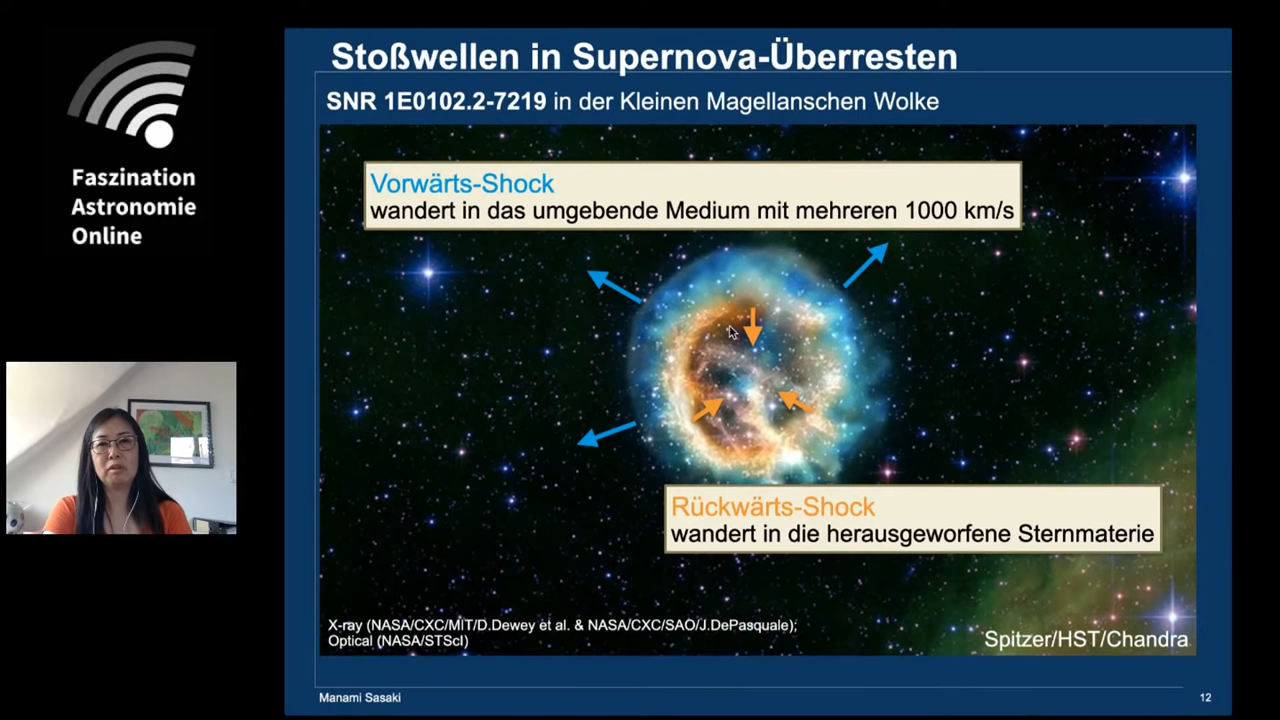 Faszination
Astronomie
Online
Stoßwellen in Supernova-Überresten
SNR 1E0102.2-7219 in der Kleinen Magellanschen Wolke
Vorwärts-Shock
wandert in das umgebende Medium mit mehreren 1000 km/s
Rückwärts-Shock
wandert in die herausgeworfene Sternmaterie
X-ray (NASA/CXC/MIT/D.Dewey et al. & NASA/CXC/SAO/J.DePasquale);
Optical (NASA/STScI)
Spitzer/HST/Chandra
Manami Sasaki
12